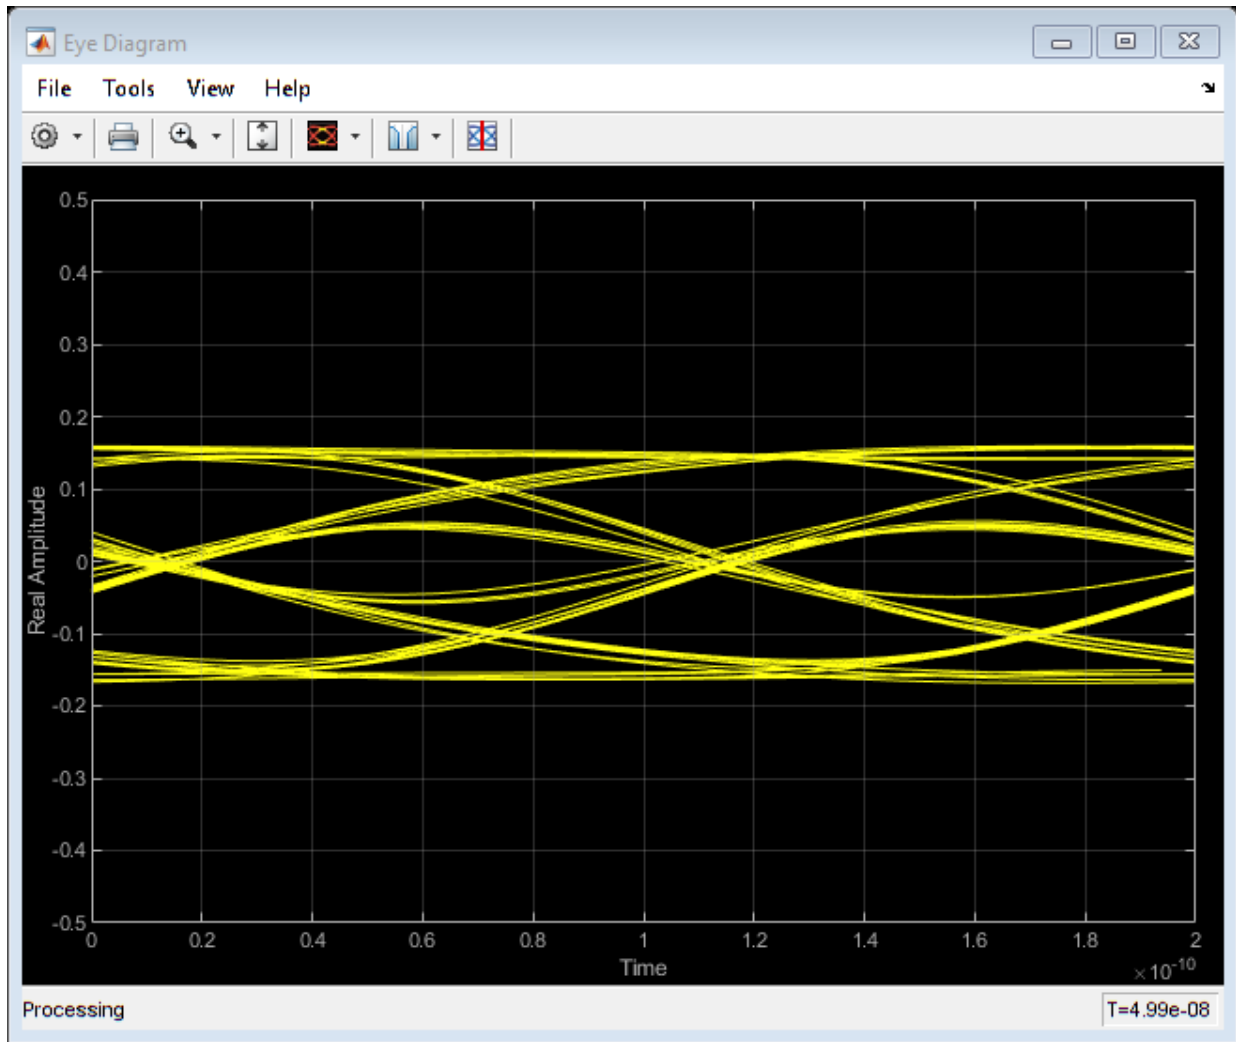 Eye Diagram
File Tools View Help
0.5
0.4
0.3
0.2
0.1
0
-0.1
-0.2
-0.3
-0.4
-0.5
Real Amplitude
0 0.2 0.4 0.6 0.8 1 1.2 1.4 1.6 1.8 2
Time
×10⁻¹⁰
Processing
T=4.99e-08